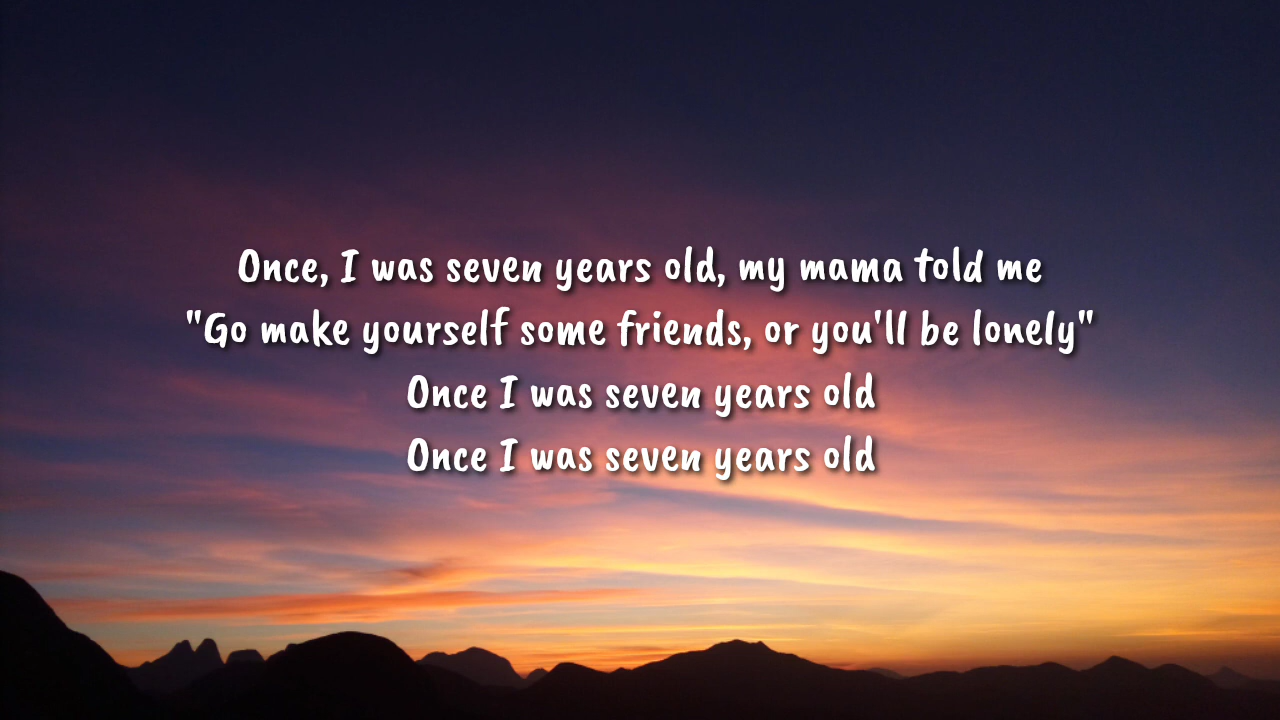 Once, I was seven years old, my mama told me
"Go make yourself some friends, or you'll be lonely"
Once I was seven years old
Once I was seven years old